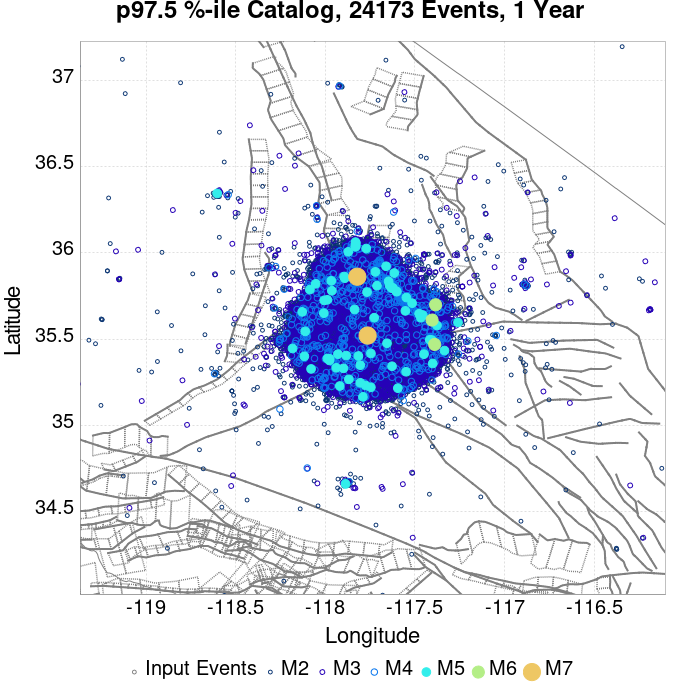 p97.5 %-ile Catalog, 24173 Events, 1 Year
37
36.5
36
35.5
35
34.5
Latitude
-119 -118.5 -118 -117.5 -117 -116.5
Longitude
Input Events M2 M3 M4 M5 M6 M7